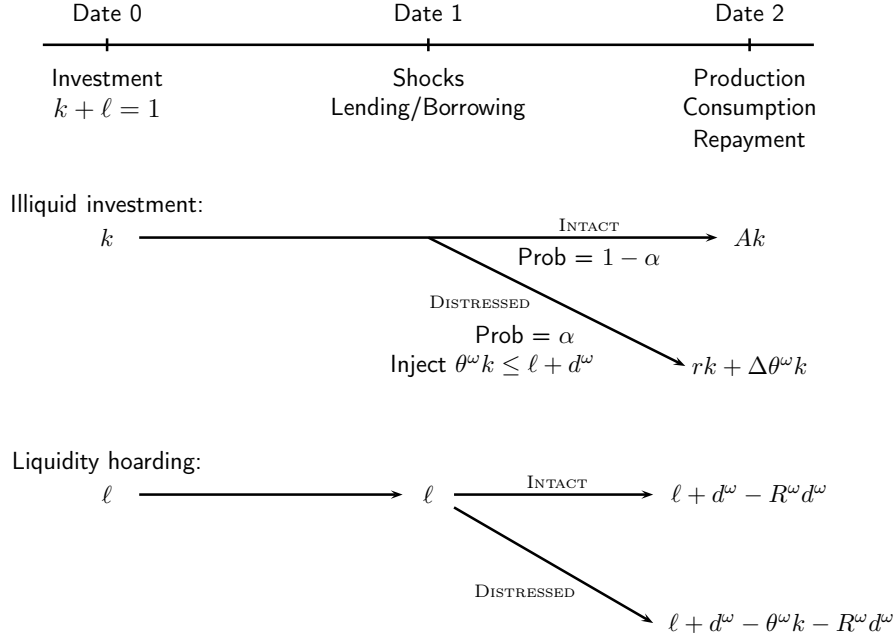 Date 0 Date 1 Date 2
Investment Shocks Production
k + ℓ = 1 Lending/Borrowing Consumption
Repayment
Illiquid investment:
k INTACT Ak
Prob = 1 − α
DISTRESSED
Prob = α
Inject θ^ω k ≤ ℓ + d^ω
rk + Δθ^ω k
Liquidity hoarding:
ℓ ℓ INTACT ℓ + d^ω − R^ω d^ω
DISTRESSED
ℓ + d^ω − θ^ω k − R^ω d^ω